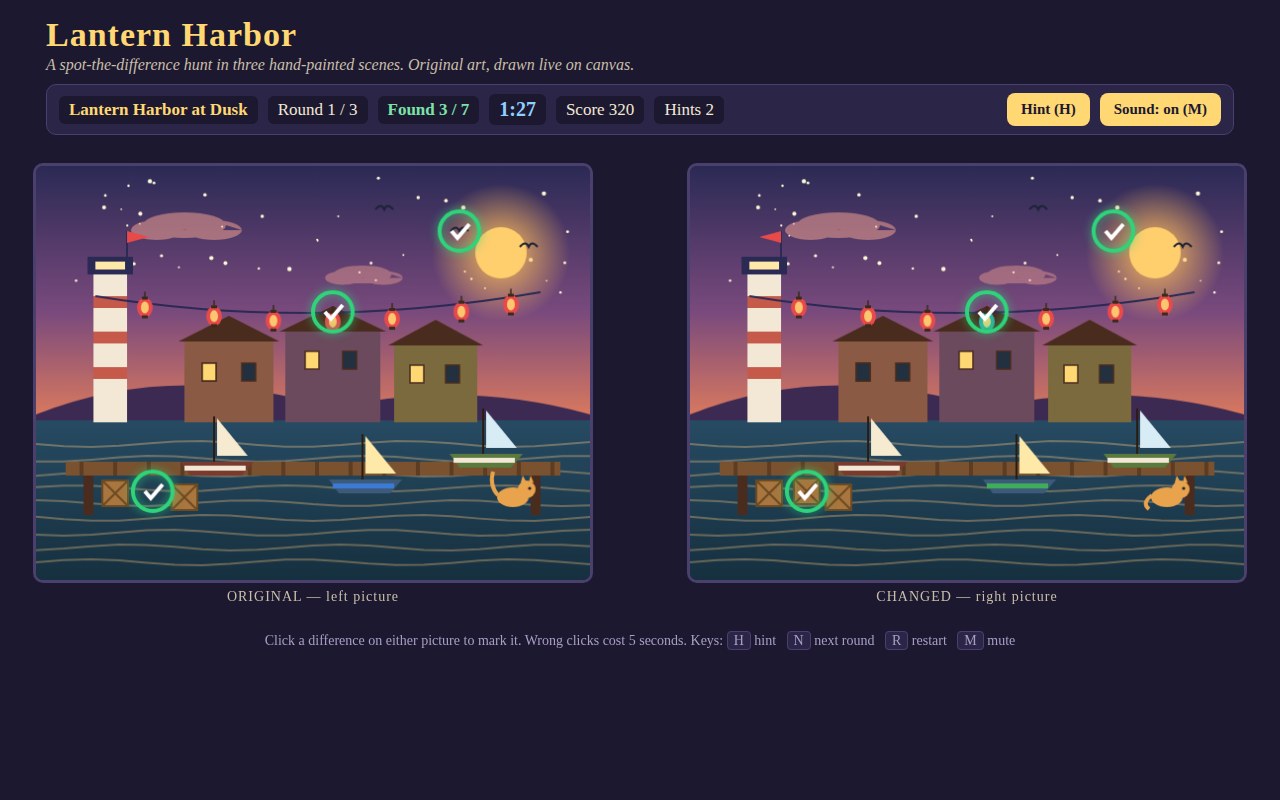 Lantern Harbor
A spot-the-difference hunt in three hand-painted scenes. Original art, drawn live on canvas.
Lantern Harbor at Dusk Round 1 / 3 Found 3 / 7 1:27 Score 320 Hints 2 Hint (H) Sound: on (M)
ORIGINAL — left picture CHANGED — right picture
Click a difference on either picture to mark it. Wrong clicks cost 5 seconds. Keys: H hint N next round R restart M mute